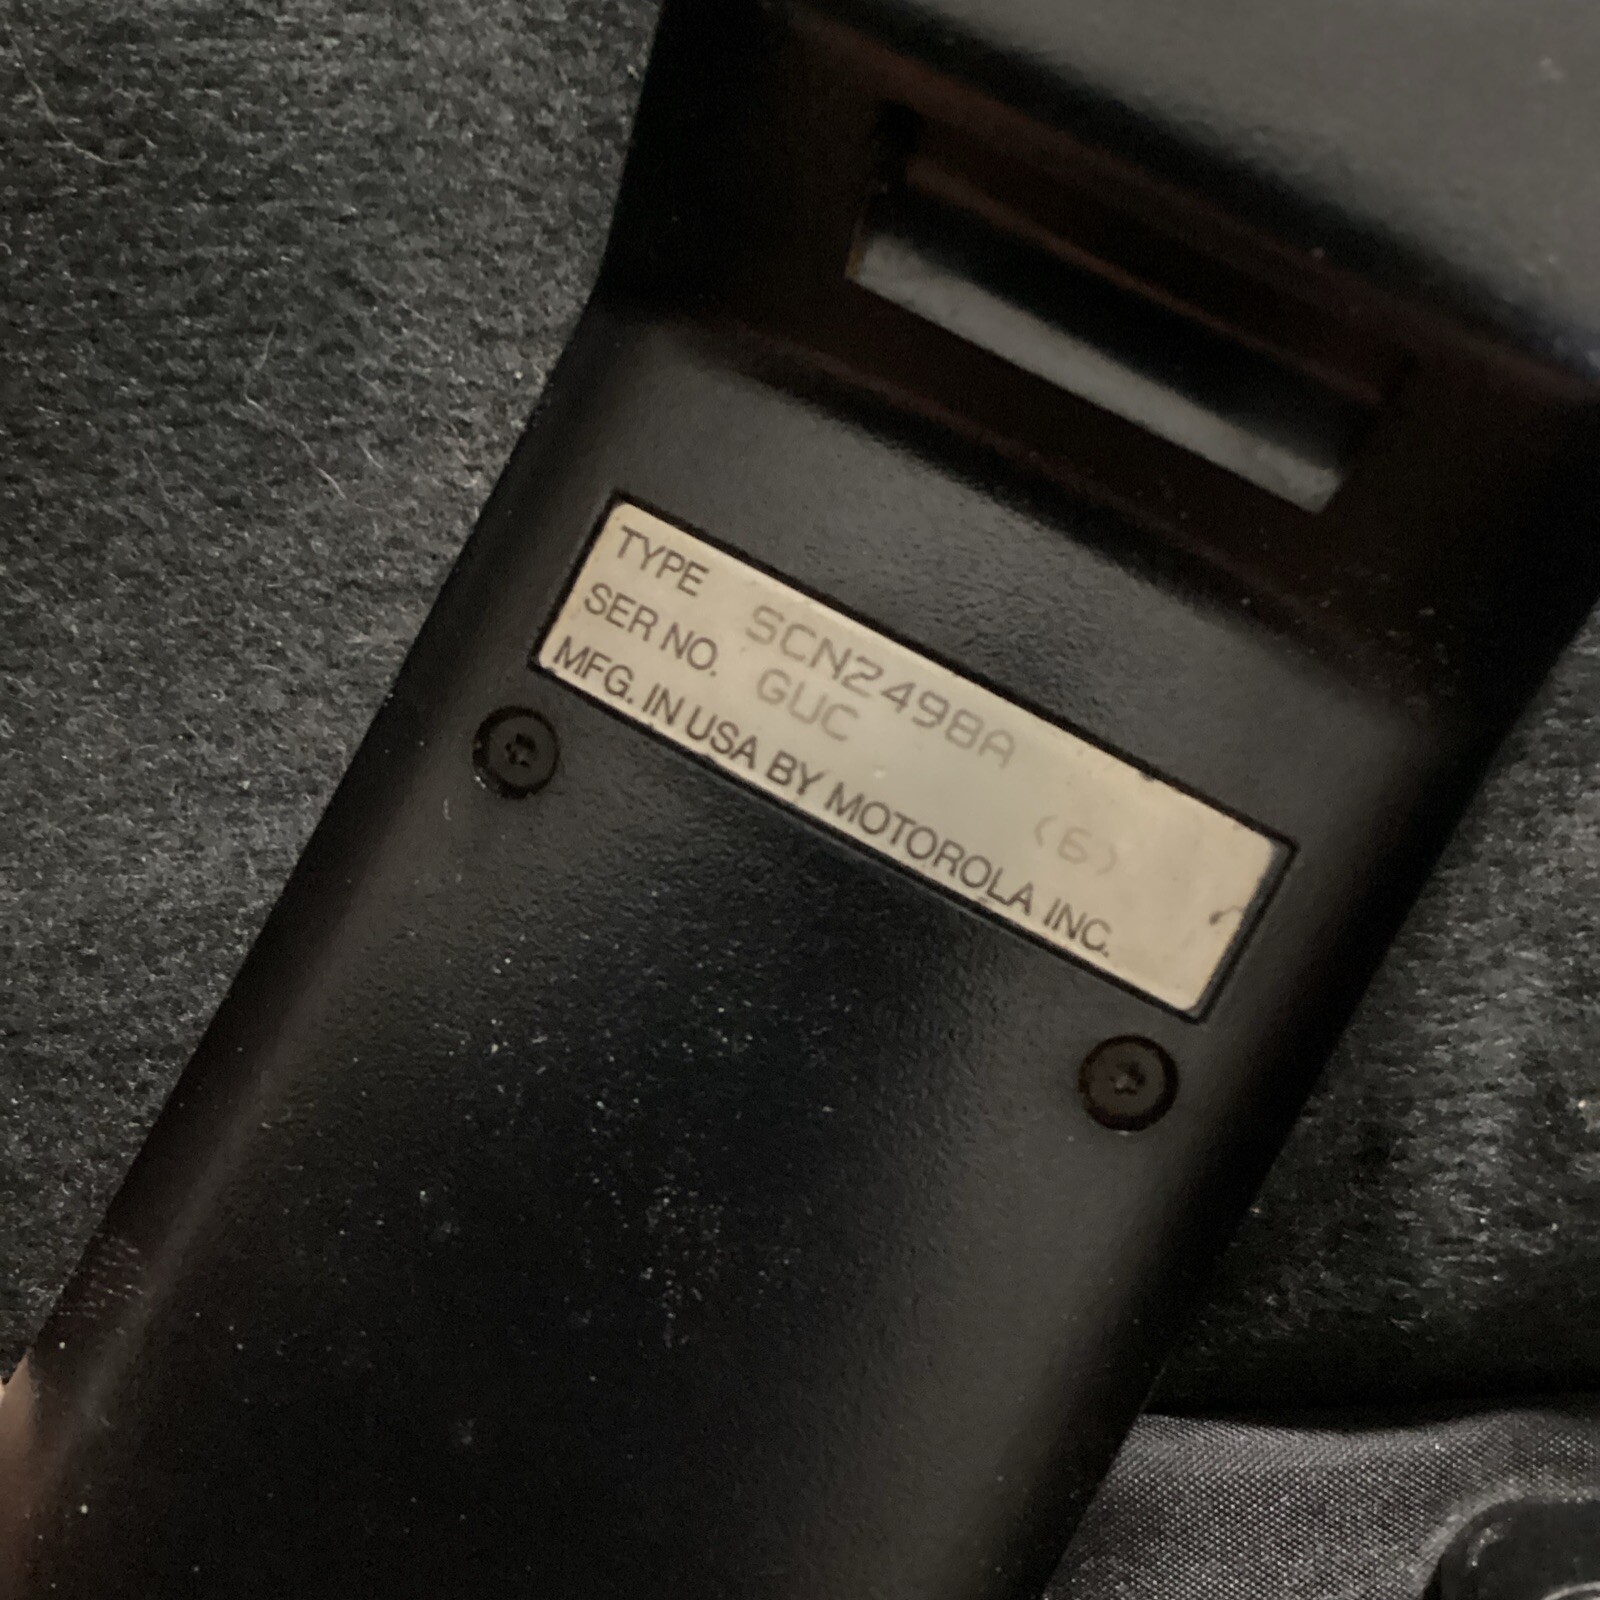 TYPE SCN2498A
SER NO. GUC (6)
MFG. IN USA BY MOTOROLA INC.